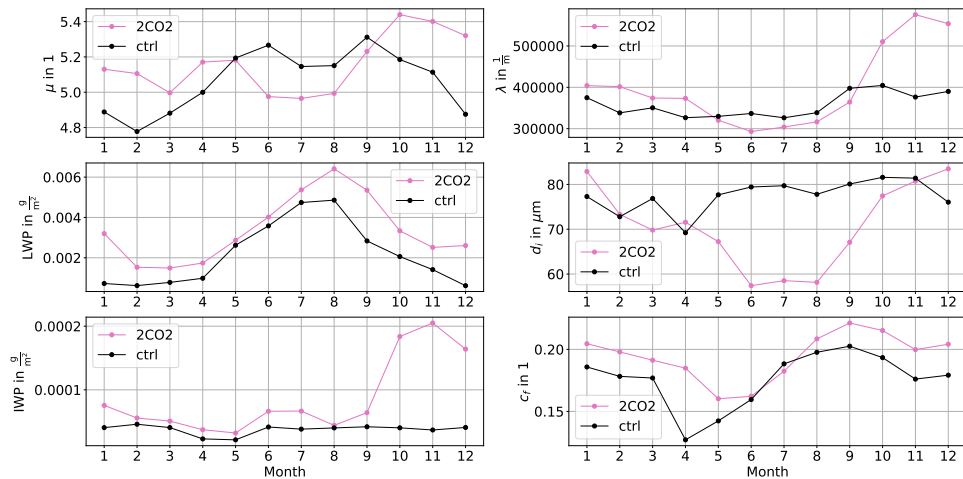 μ in 1
5.4
5.2
5.0
4.8
2CO2
ctrl
1 2 3 4 5 6 7 8 9 10 11 12
λ in 1/m
500000
400000
300000
2CO2
ctrl
1 2 3 4 5 6 7 8 9 10 11 12
LWP in g/m²
0.006
0.004
0.002
2CO2
ctrl
1 2 3 4 5 6 7 8 9 10 11 12
d_i in μm
80
70
60
2CO2
ctrl
1 2 3 4 5 6 7 8 9 10 11 12
IWP in g/m²
0.0002
0.0001
2CO2
ctrl
1 2 3 4 5 6 7 8 9 10 11 12
Month
c_f in 1
0.20
0.15
2CO2
ctrl
1 2 3 4 5 6 7 8 9 10 11 12
Month